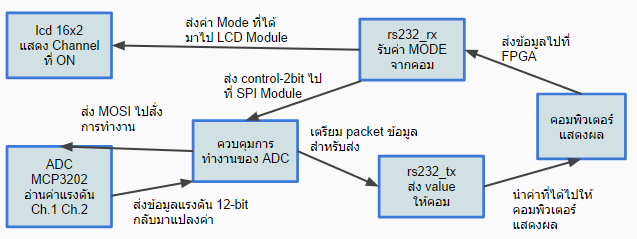 lcd 16x2
แสดง Channel
ที่ ON
ส่งค่า Mode ที่ได้
มาไป LCD Module
rs232_rx
รับค่า MODE
จากคอม
ส่งข้อมูลไปที่
FPGA
ส่ง control-2bit ไป
ที่ SPI Module
ส่ง MOSI ไปสั่ง
การทำงาน
ควบคุมการ
ทำงานของ ADC
เตรียม packet ข้อมูล
สำหรับส่ง
คอมพิวเตอร์
แสดงผล
ADC
MCP3202
อ่านค่าแรงดัน
Ch.1 Ch.2
ส่งข้อมูลแรงดัน 12-bit
กลับมาแปลงค่า
rs232_tx
ส่ง value
ให้คอม
นำค่าที่ได้ไปให้
คอมพิวเตอร์
แสดงผล